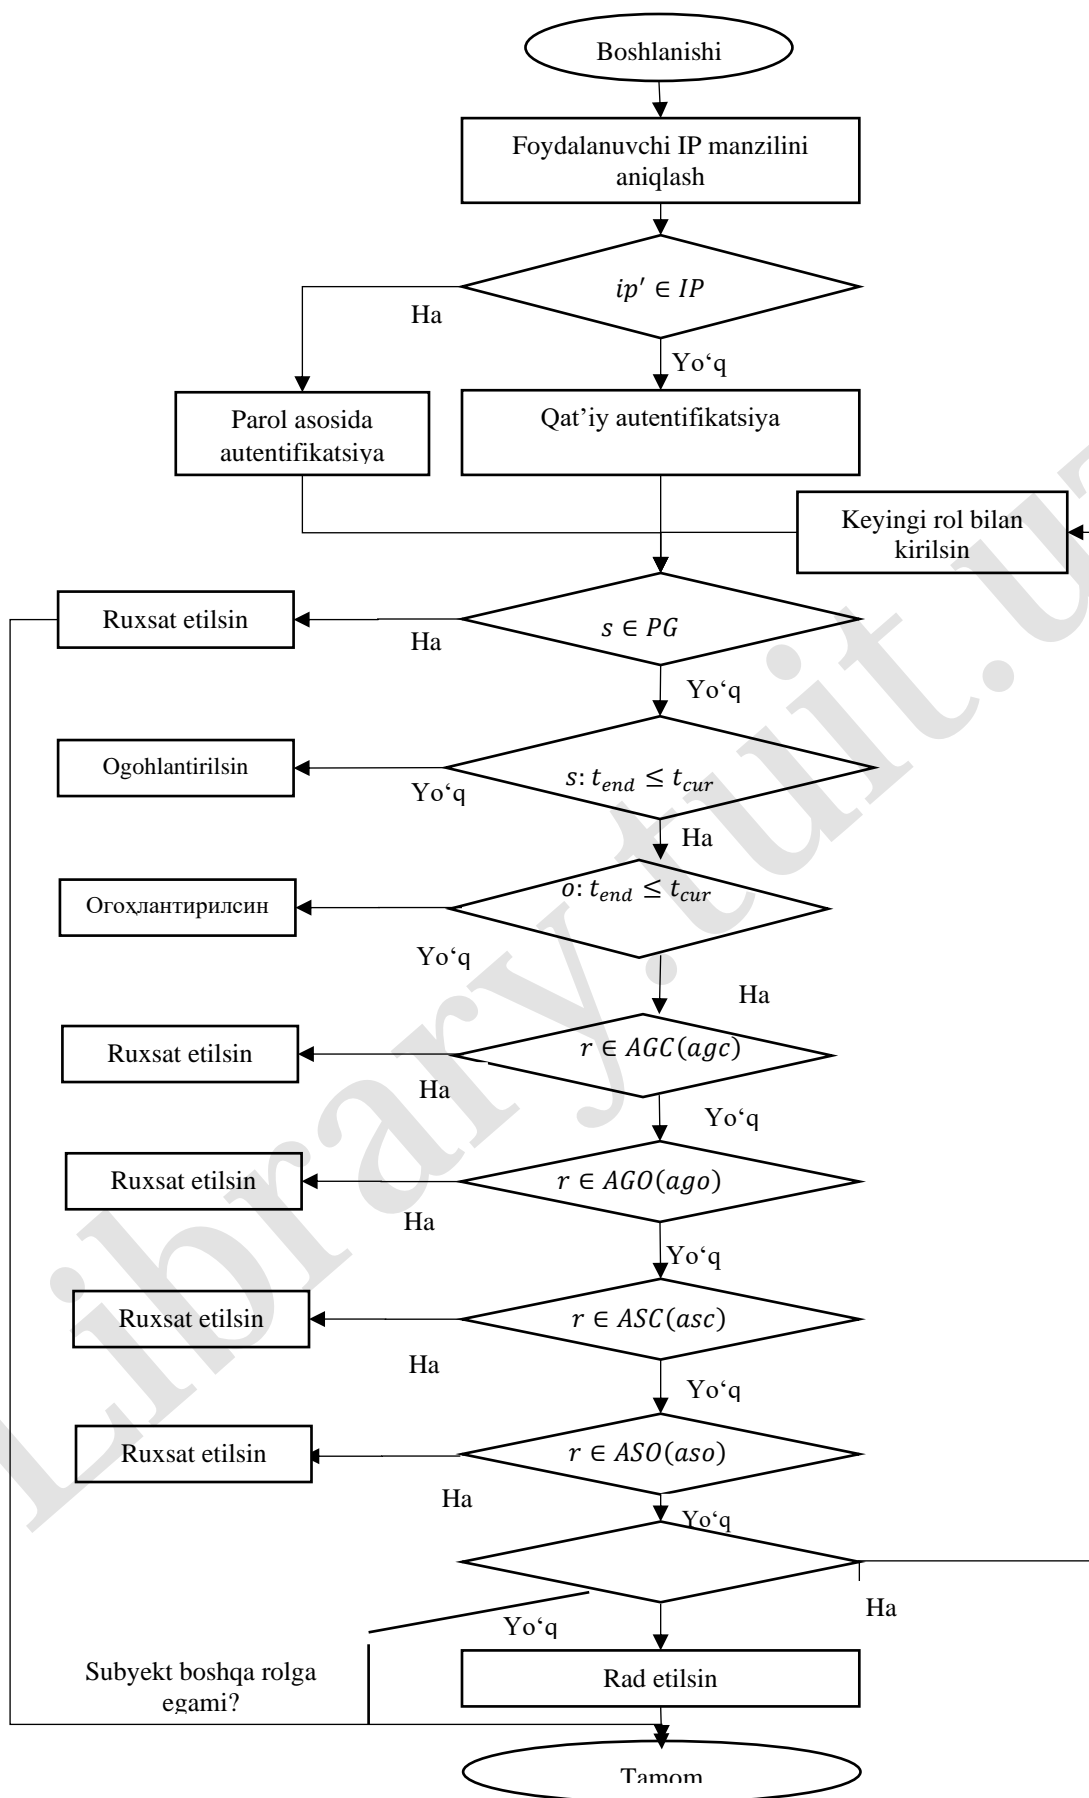 Boshlanishi
Foydalanuvchi IP manzilini
aniqlash
ip′ ∈ IP
Ha
Yo‘q
Parol asosida
autentifikatsiya
Qat’iy autentifikatsiya
Keyingi rol bilan
kirilsin
Ruxsat etilsin
Ha
s ∈ PG
Yo‘q
Ogohlantirilsin
Yo‘q
s: t_end ≤ t_cur
Ha
Огоҳлантирилсин
o: t_end ≤ t_cur
Yo‘q
Ha
Ruxsat etilsin
Ha
r ∈ AGC(agc)
Yo‘q
Ruxsat etilsin
Ha
r ∈ AGO(ago)
Yo‘q
Ruxsat etilsin
Ha
r ∈ ASC(asc)
Yo‘q
Ruxsat etilsin
Ha
r ∈ ASO(aso)
Yo‘q
Ha
Yo‘q
Subyekt boshqa rolga
egami?
Rad etilsin
Tamom
Library.tuit.uz